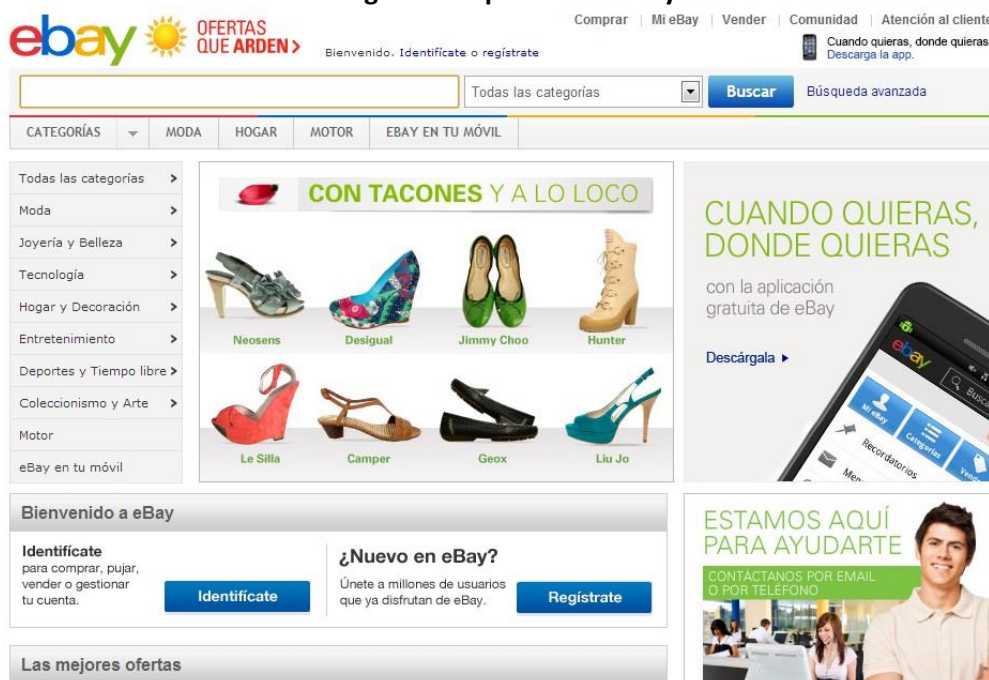 Comprar | Mi eBay | Vender | Comunidad | Atención al cliente
ebay OFERTAS
QUE ARDEN>
Bienvenido. Identifícate o regístrate
Cuando quieras, donde quieras
Descarga la app.
Todas las categorías Buscar Búsqueda avanzada
CATEGORÍAS MODA HOGAR MOTOR EBAY EN TU MÓVIL
Todas las categorías >
Moda >
Joyería y Belleza >
Tecnología >
Hogar y Decoración >
Entretenimiento >
Deportes y Tiempo libre >
Coleccionismo y Arte >
Motor
eBay en tu móvil
CON TACONES Y A LO LOCO
Neosens Desigual Jimmy Choo Hunter
Le Silla Camper Geox Liu Jo
CUANDO QUIERAS,
DONDE QUIERAS
con la aplicación
gratuita de eBay
Descárgala
ebay
Busca
Mi eBay Categorías
Recordatorios
Bienvenido a eBay
Identifícate
para comprar, pujar,
vender o gestionar
tu cuenta.
Identifícate
¿Nuevo en eBay?
Únete a millones de usuarios
que ya disfrutan de eBay.
Regístrate
ESTAMOS AQUÍ
PARA AYUDARTE
CONTÁCTANOS POR EMAIL
O POR TELÉFONO
Las mejores ofertas